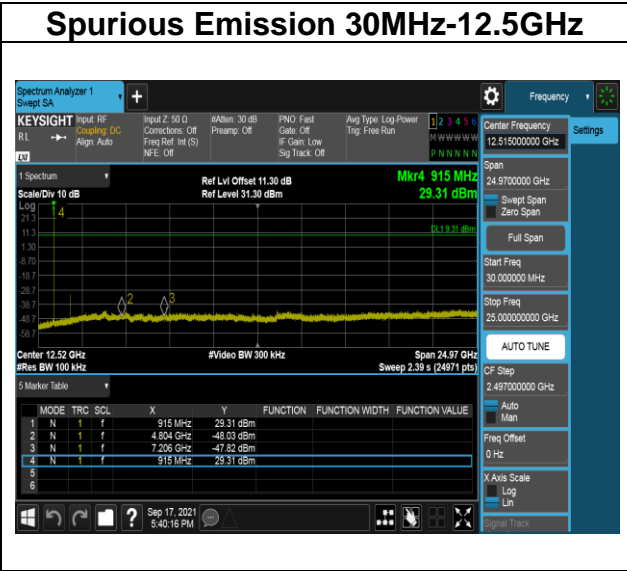 Spurious Emission 30MHz-12.5GHz
Spectrum Analyzer 1
Swept SA
+
Frequency
Settings
KEYSIGHT
RL
LXI
Input: RF
Coupling: DC
Align: Auto
Input Z: 50 Ω
Corrections: Off
Freq Ref: Int (S)
NFE: Off
#Atten: 30 dB
Preamp: Off
PNO: Fast
Gate: Off
IF Gain: Low
Sig Track: Off
Avg Type: Log-Power
Trig: Free Run
1 2 3 4 5 6
M W W W W W
P N N N N N
1 Spectrum
Scale/Div 10 dB
Ref Lvl Offset 11.30 dB
Ref Level 31.30 dBm
Mkr4 915 MHz
29.31 dBm
Log
21.3
11.3
1.30
-8.70
-18.7
-28.7
-38.7
-48.7
-58.7
4
2
3
DL1 9.31 dBm
Center 12.52 GHz
#Res BW 100 kHz
#Video BW 300 kHz
Span 24.97 GHz
Sweep 2.39 s (24971 pts)
5 Marker Table
MODE TRC SCL X Y FUNCTION FUNCTION WIDTH FUNCTION VALUE
1 N 1 f 915 MHz 29.31 dBm
2 N 1 f 4.804 GHz -48.03 dBm
3 N 1 f 7.206 GHz -47.82 dBm
4 N 1 f 915 MHz 29.31 dBm
5
6
Center Frequency
12.515000000 GHz
Span
24.9700000 GHz
Swept Span
Zero Span
Full Span
Start Freq
30.000000 MHz
Stop Freq
25.000000000 GHz
AUTO TUNE
CF Step
2.497000000 GHz
Auto
Man
Freq Offset
0 Hz
X Axis Scale
Log
Lin
Signal Track
?
Sep 17, 2021
5:40:16 PM